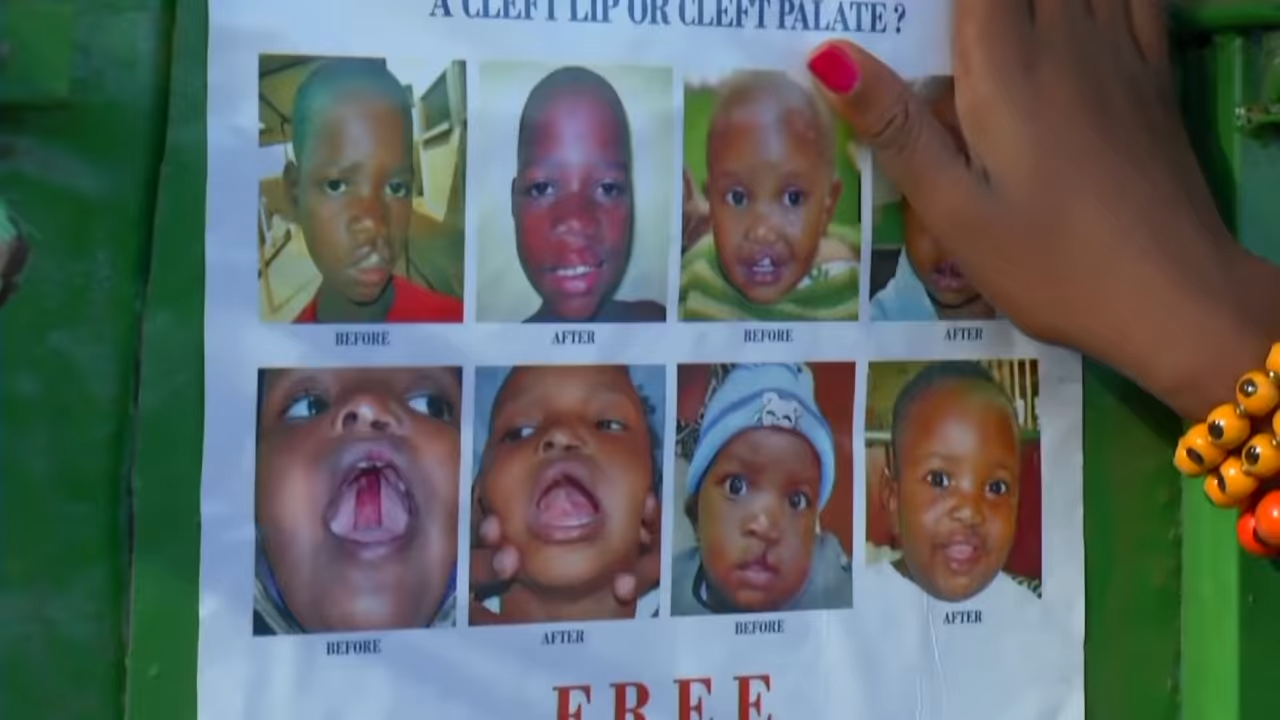 A CLEFT LIP OR CLEFT PALATE ?
BEFORE AFTER BEFORE AFTER
BEFORE AFTER BEFORE AFTER
FREE